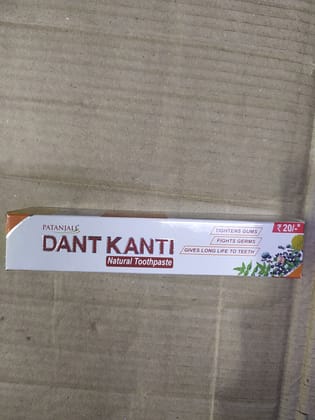 PATANJALI
DANT KANTI
Natural Toothpaste
TIGHTENS GUMS
FIGHTS GERMS
GIVES LONG LIFE TO TEETH
₹ 20/-*